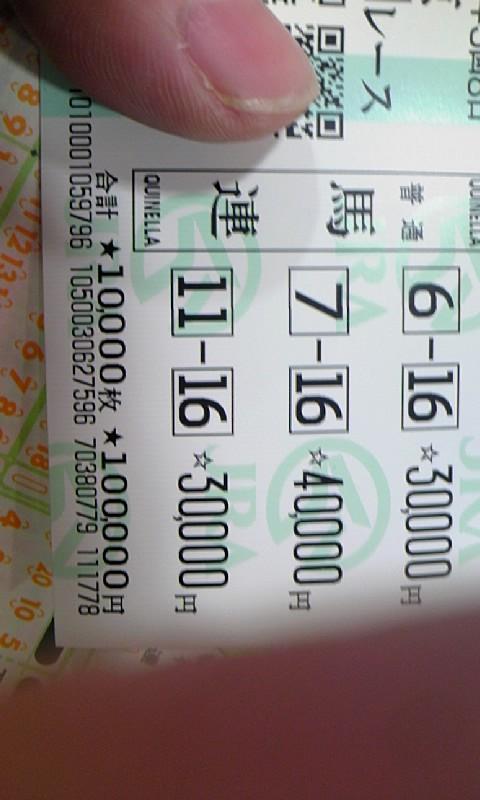 レース
QUINELLA
普通
馬連
QUINELLA
6-16 ☆30,000円
7-16 ☆40,000円
11-16 ☆30,000円
合計 ★10,000枚 ★100,000円
1050030627596 70380779 111778